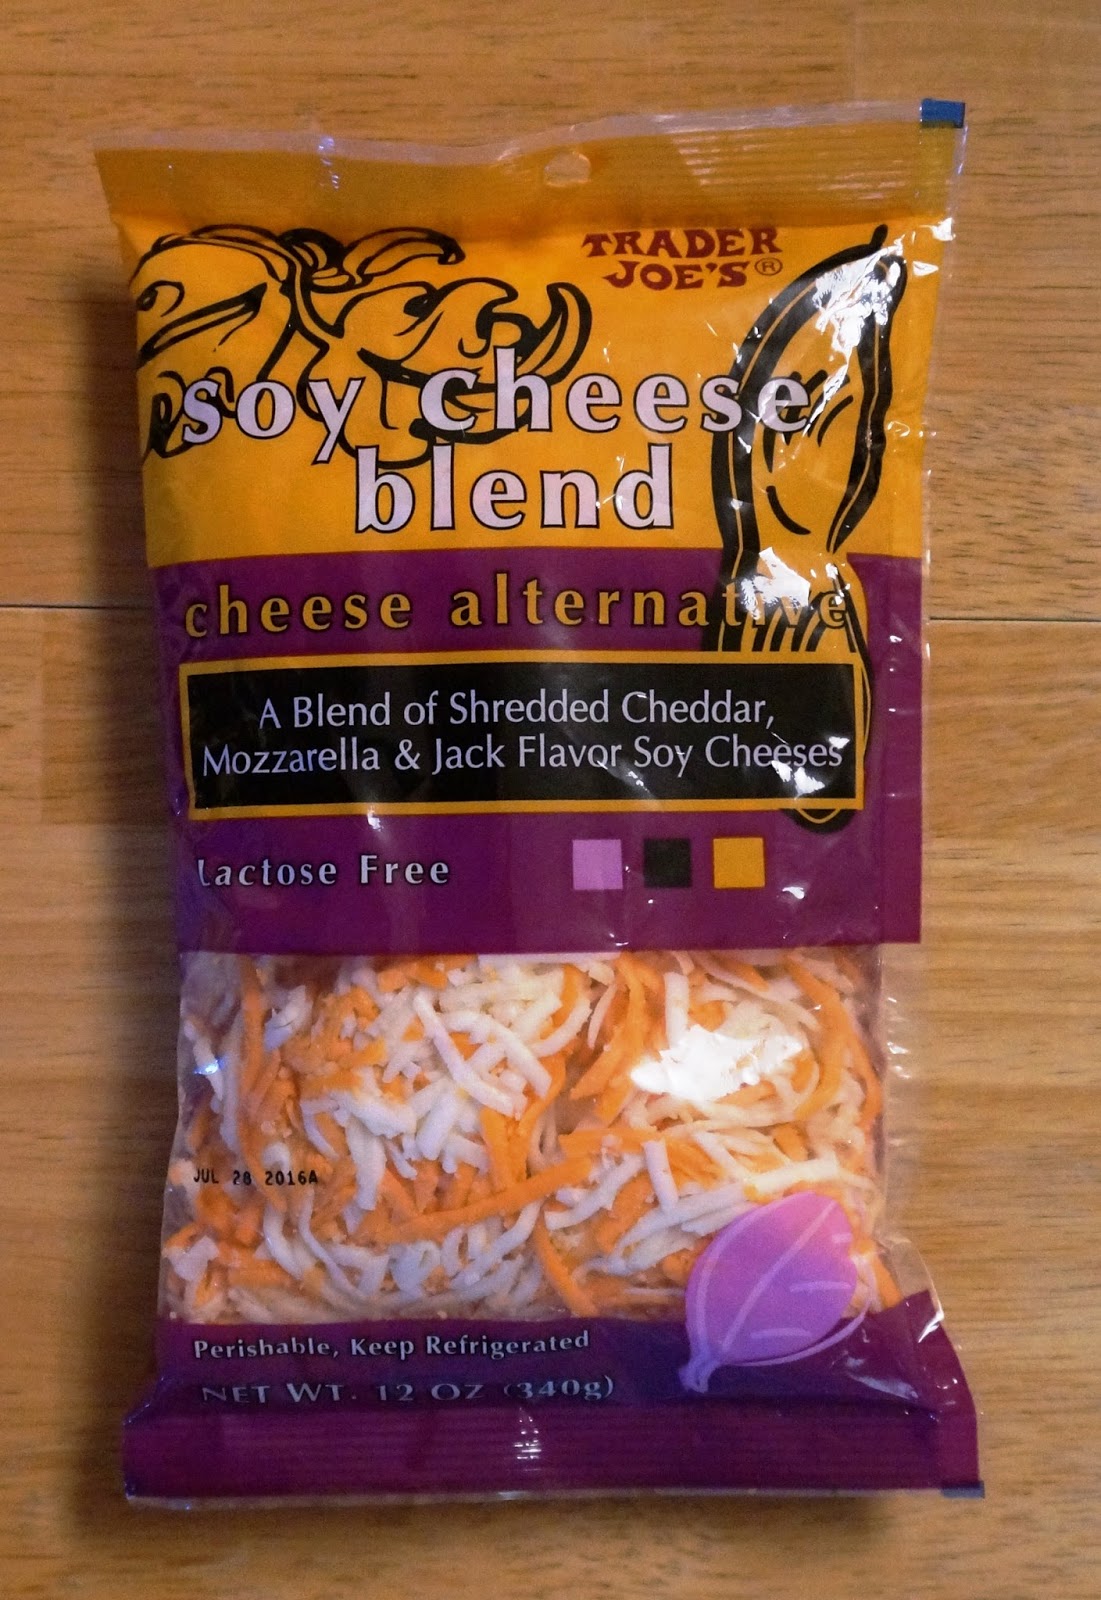 TRADER
JOE'S®
soy cheese
blend
cheese alternative
A Blend of Shredded Cheddar,
Mozzarella & Jack Flavor Soy Cheeses
Lactose Free
JUL 28 2016A
Perishable, Keep Refrigerated
NET WT. 12 OZ (340g)